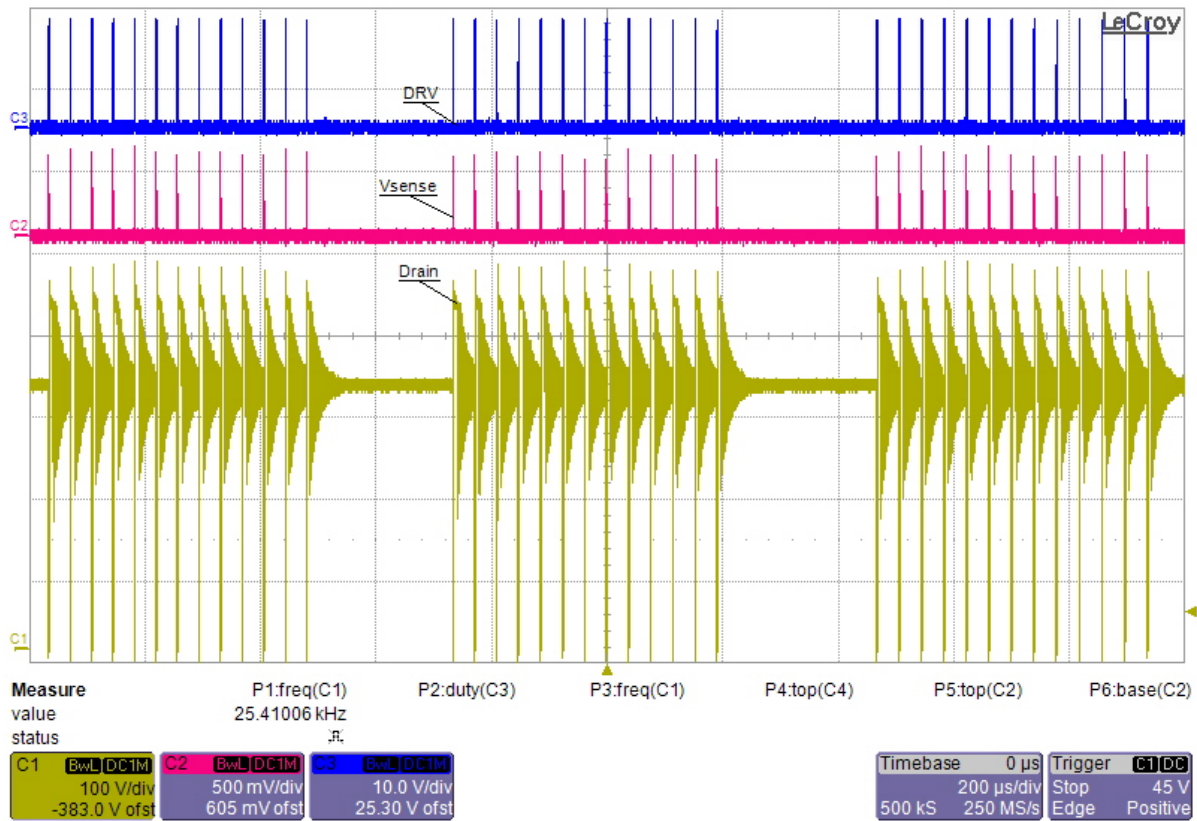 LeCroy
DRV
C3
Vsense
C2
Drain
C1
Measure P1:freq(C1) P2:duty(C3) P3:freq(C1) P4:top(C4) P5:top(C2) P6:base(C2)
value 25.41006 kHz
status
C1 BwL DC1M C2 BwL DC1M C3 BwL DC1M Timebase 0 µs Trigger C1 DC
100 V/div 500 mV/div 10.0 V/div 200 µs/div Stop 45 V
-383.0 V ofst 605 mV ofst 25.30 V ofst 500 kS 250 MS/s Edge Positive